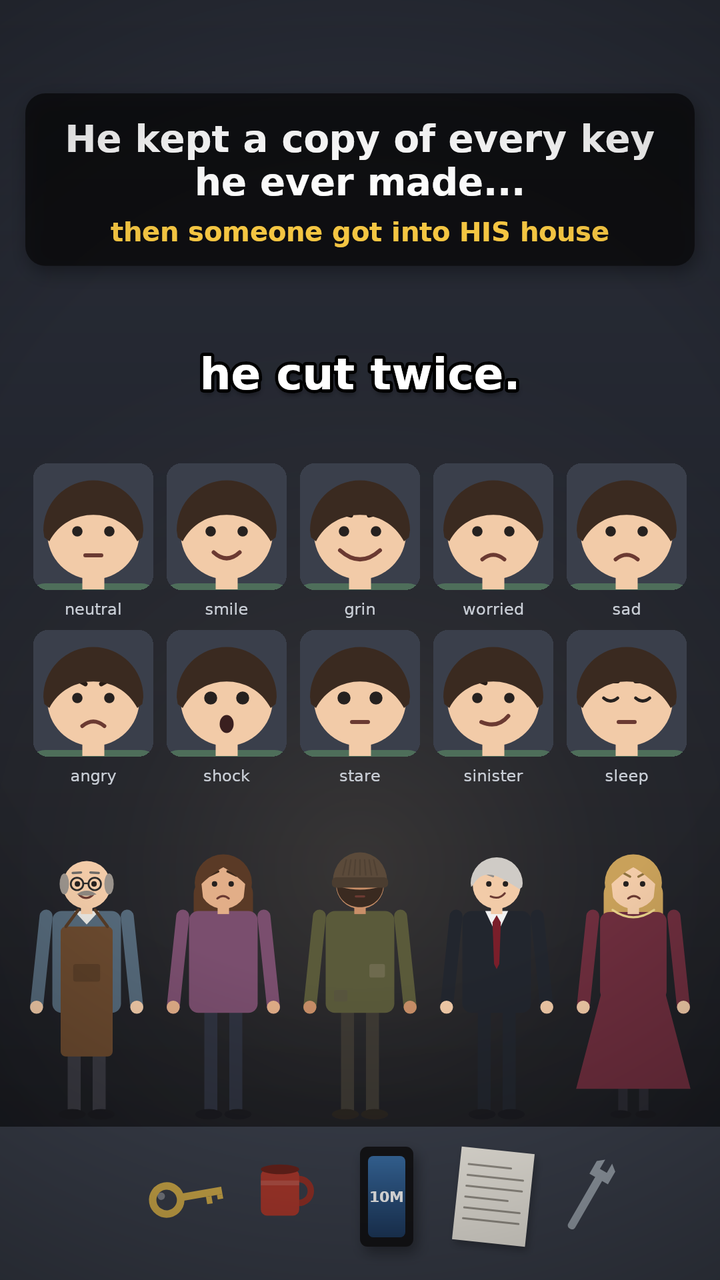 He kept a copy of every key
he ever made...
then someone got into HIS house
he cut twice.
neutral smile grin worried sad
angry shock stare sinister sleep
10M